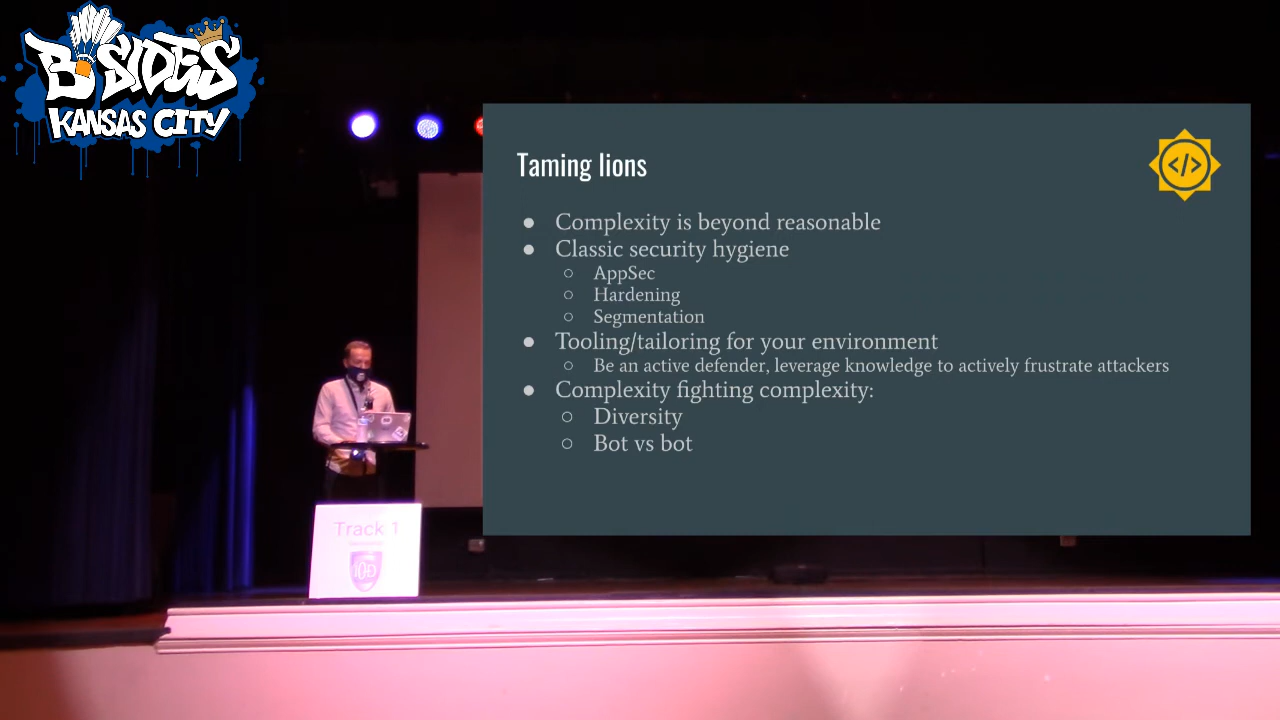 B·SIDES
KANSAS CITY
Taming lions
</>
● Complexity is beyond reasonable
● Classic security hygiene
○ AppSec
○ Hardening
○ Segmentation
● Tooling/tailoring for your environment
○ Be an active defender, leverage knowledge to actively frustrate attackers
● Complexity fighting complexity:
○ Diversity
○ Bot vs bot
Track 1